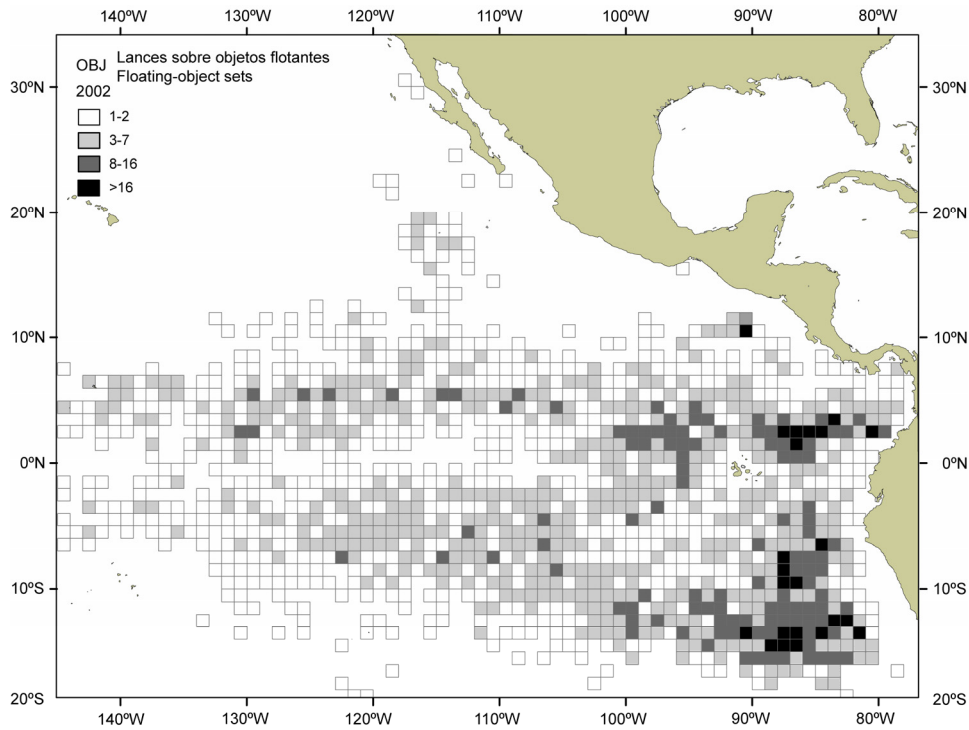 140ºW 130ºW 120ºW 110ºW 100ºW 90ºW 80ºW
OBJ Lances sobre objetos flotantes
Floating-object sets
2002
1-2
3-7
8-16
>16
30ºN 30ºN
20ºN 20ºN
10ºN 10ºN
0ºN 0ºN
10ºS 10ºS
20ºS 20ºS
140ºW 130ºW 120ºW 110ºW 100ºW 90ºW 80ºW